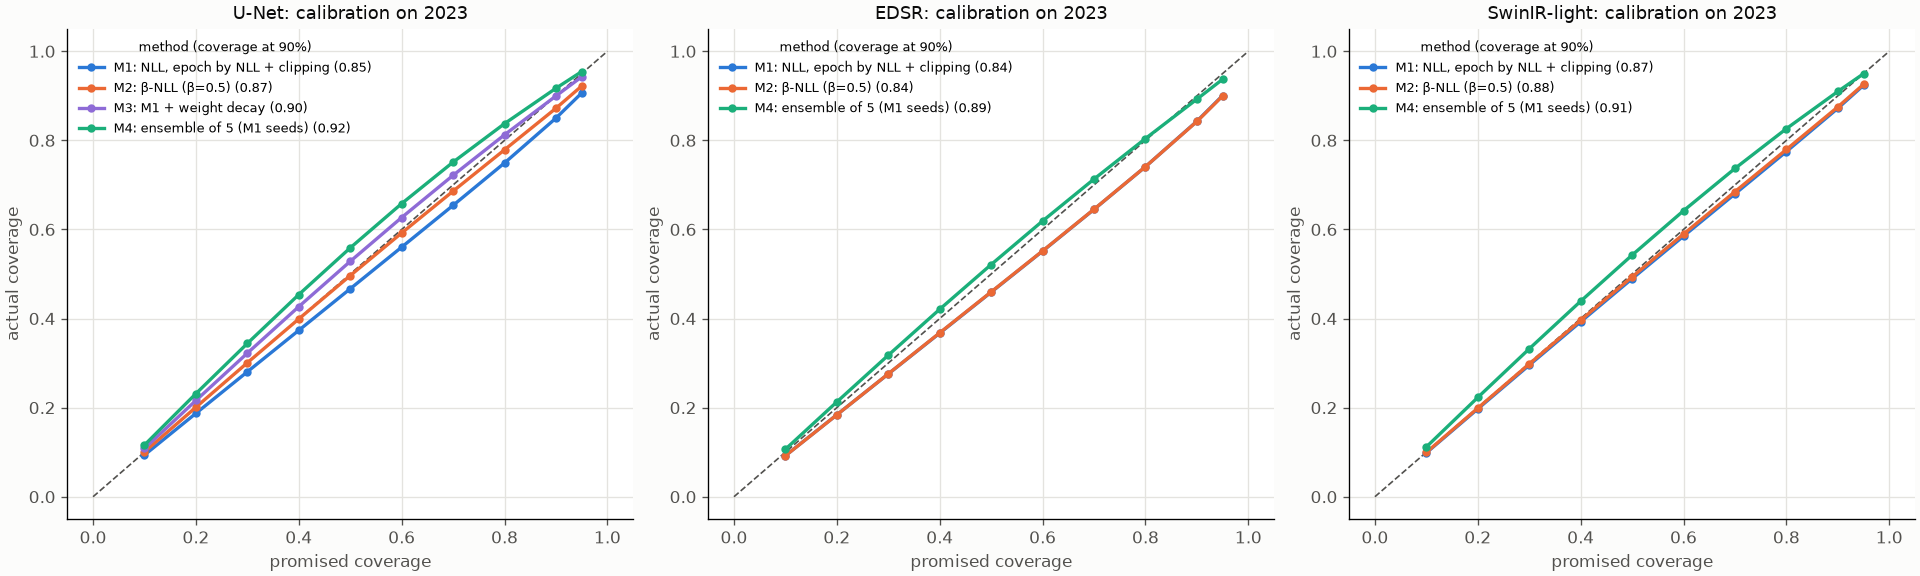 U-Net: calibration on 2023
method (coverage at 90%)
M1: NLL, epoch by NLL + clipping (0.85)
M2: β-NLL (β=0.5) (0.87)
M3: M1 + weight decay (0.90)
M4: ensemble of 5 (M1 seeds) (0.92)
1.0
0.8
0.6
0.4
0.2
0.0
actual coverage
0.0 0.2 0.4 0.6 0.8 1.0
promised coverage
EDSR: calibration on 2023
method (coverage at 90%)
M1: NLL, epoch by NLL + clipping (0.84)
M2: β-NLL (β=0.5) (0.84)
M4: ensemble of 5 (M1 seeds) (0.89)
1.0
0.8
0.6
0.4
0.2
0.0
actual coverage
0.0 0.2 0.4 0.6 0.8 1.0
promised coverage
SwinIR-light: calibration on 2023
method (coverage at 90%)
M1: NLL, epoch by NLL + clipping (0.87)
M2: β-NLL (β=0.5) (0.88)
M4: ensemble of 5 (M1 seeds) (0.91)
1.0
0.8
0.6
0.4
0.2
0.0
actual coverage
0.0 0.2 0.4 0.6 0.8 1.0
promised coverage